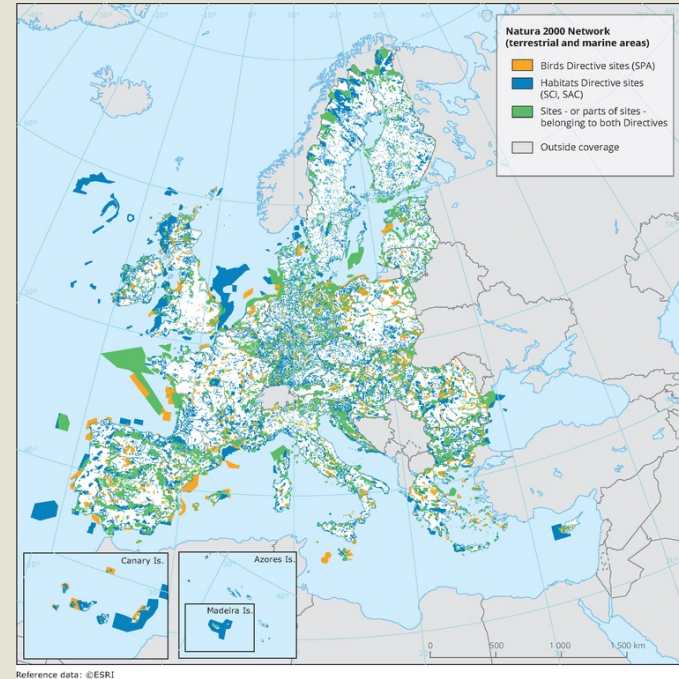 Natura 2000 Network
(terrestrial and marine areas)
Birds Directive sites (SPA)
Habitats Directive sites
(SCI, SAC)
Sites - or parts of sites -
belonging to both Directives
Outside coverage
Canary Is.
Azores Is.
Madeira Is.
0 500 1 000 1 500 km
Reference data: ©ESRI